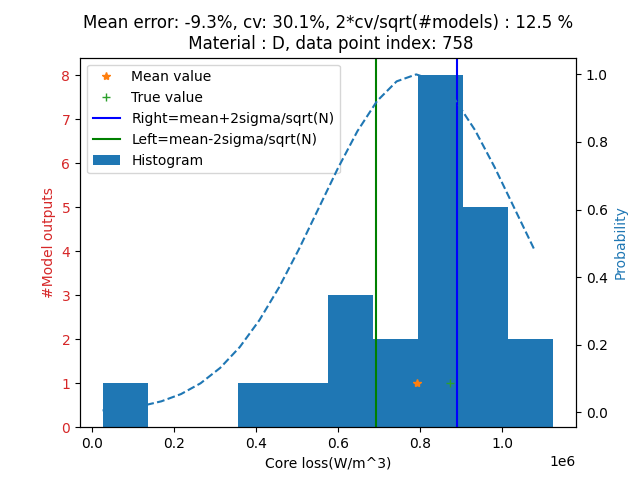 Mean error: -9.3%, cv: 30.1%, 2*cv/sqrt(#models) : 12.5 %
Material : D, data point index: 758
Mean value
True value
Right=mean+2sigma/sqrt(N)
Left=mean-2sigma/sqrt(N)
Histogram
#Model outputs
8
7
6
5
4
3
2
1
0
1.0
0.8
0.6
0.4
0.2
0.0
Probability
0.0 0.2 0.4 0.6 0.8 1.0
1e6
Core loss(W/m^3)